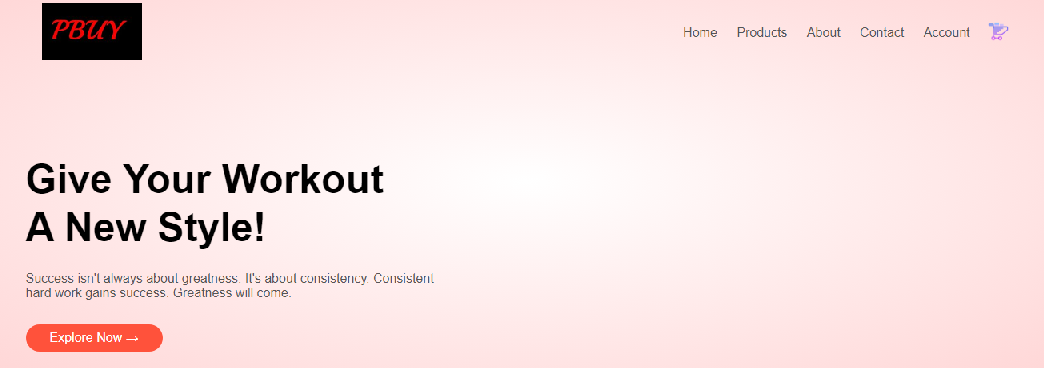 PBUY
Home Products About Contact Account
Give Your Workout
A New Style!
Success isn't always about greatness. It's about consistency. Consistent
hard work gains success. Greatness will come.
Explore Now →